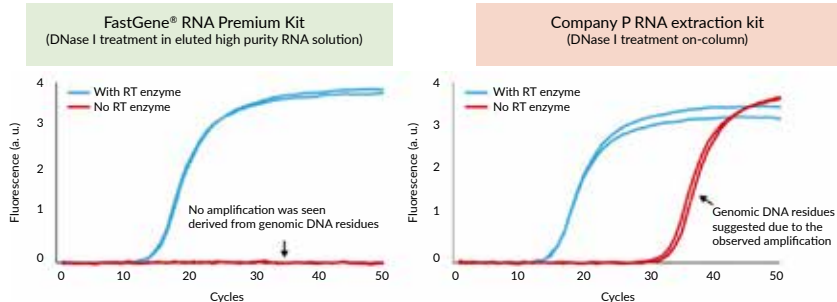 FastGene® RNA Premium Kit
(DNase I treatment in eluted high purity RNA solution)
4
3
2
1
0
Fluorescence (a. u.)
With RT enzyme
No RT enzyme
No amplification was seen
derived from genomic DNA residues
0 10 20 30 40 50
Cycles
Company P RNA extraction kit
(DNase I treatment on-column)
4
3
2
1
0
Fluorescence (a. u.)
With RT enzyme
No RT enzyme
Genomic DNA residues
suggested due to the
observed amplification
0 10 20 30 40 50
Cycles